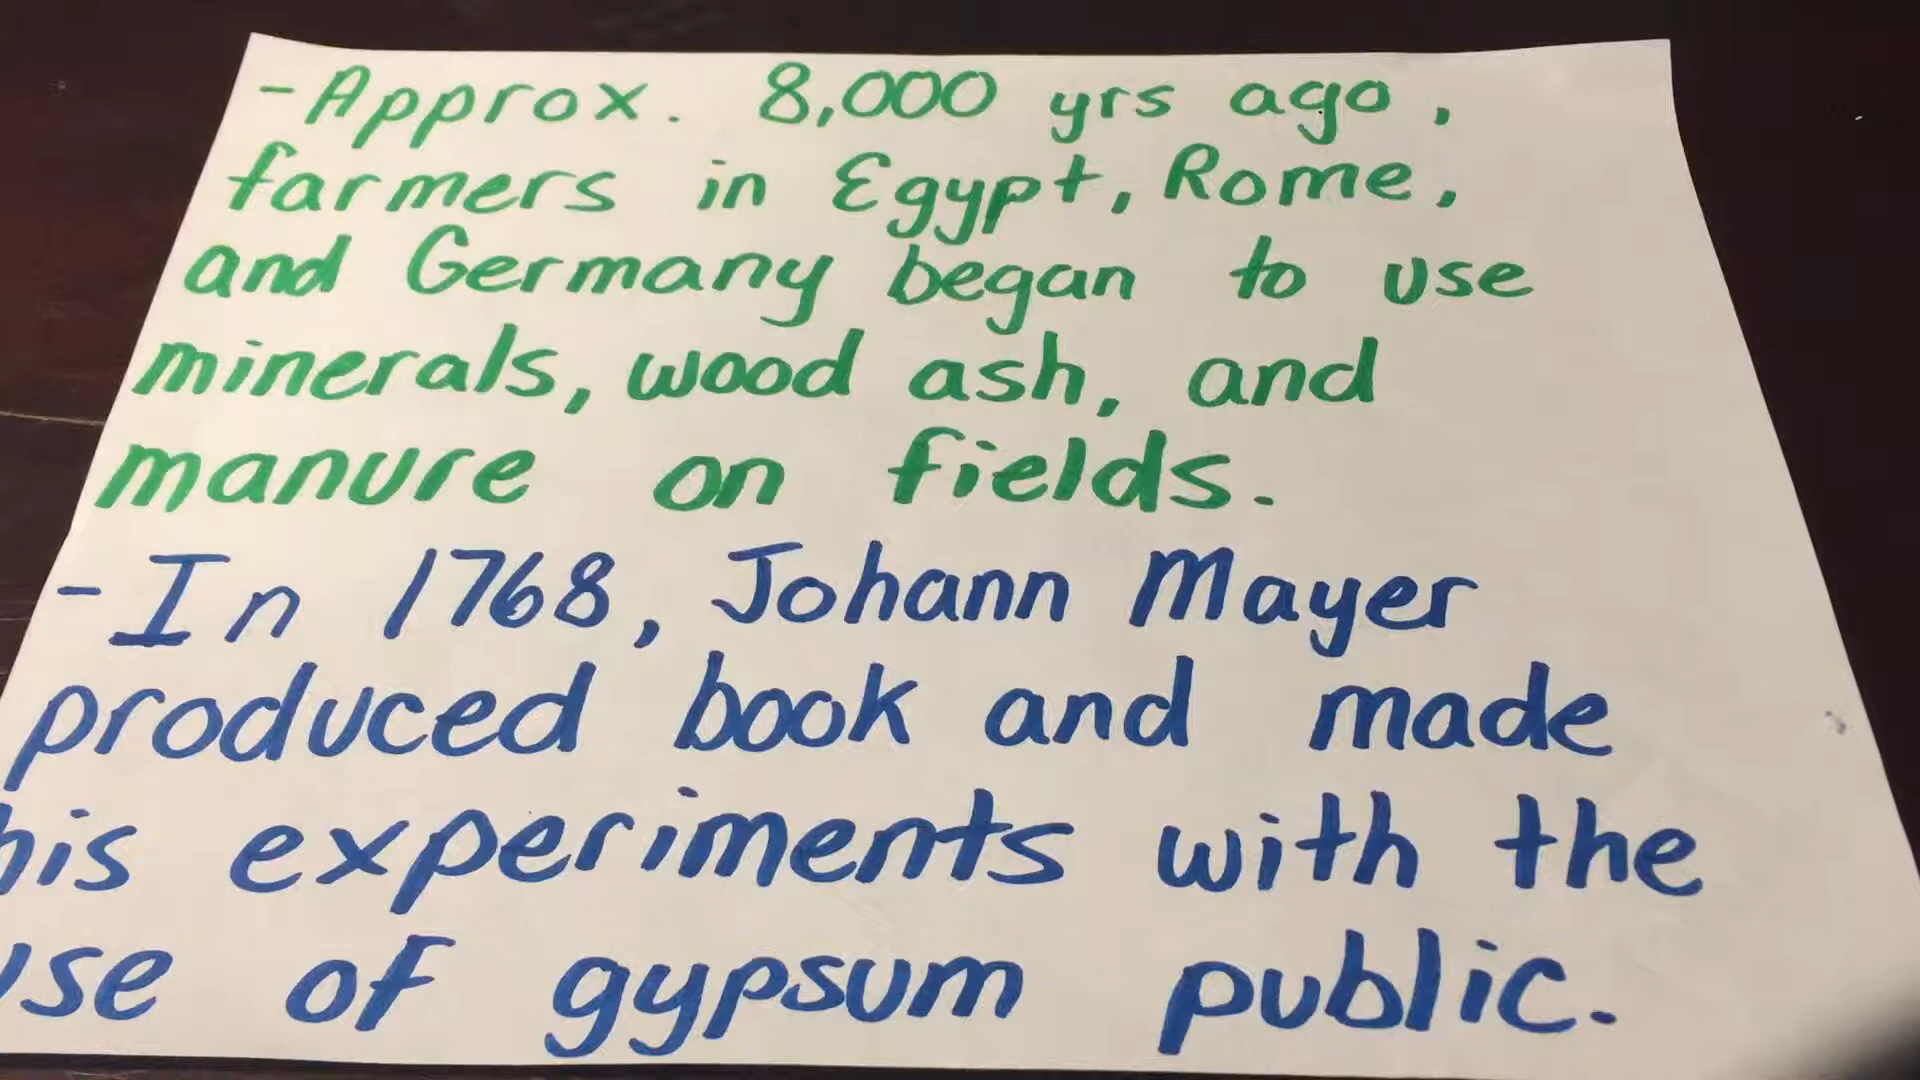 -Approx. 8,000 yrs ago,
farmers in Egypt, Rome,
and Germany began to use
minerals, wood ash, and
manure on fields.
-In 1768, Johann Mayer
produced book and made
his experiments with the
use of gypsum public.